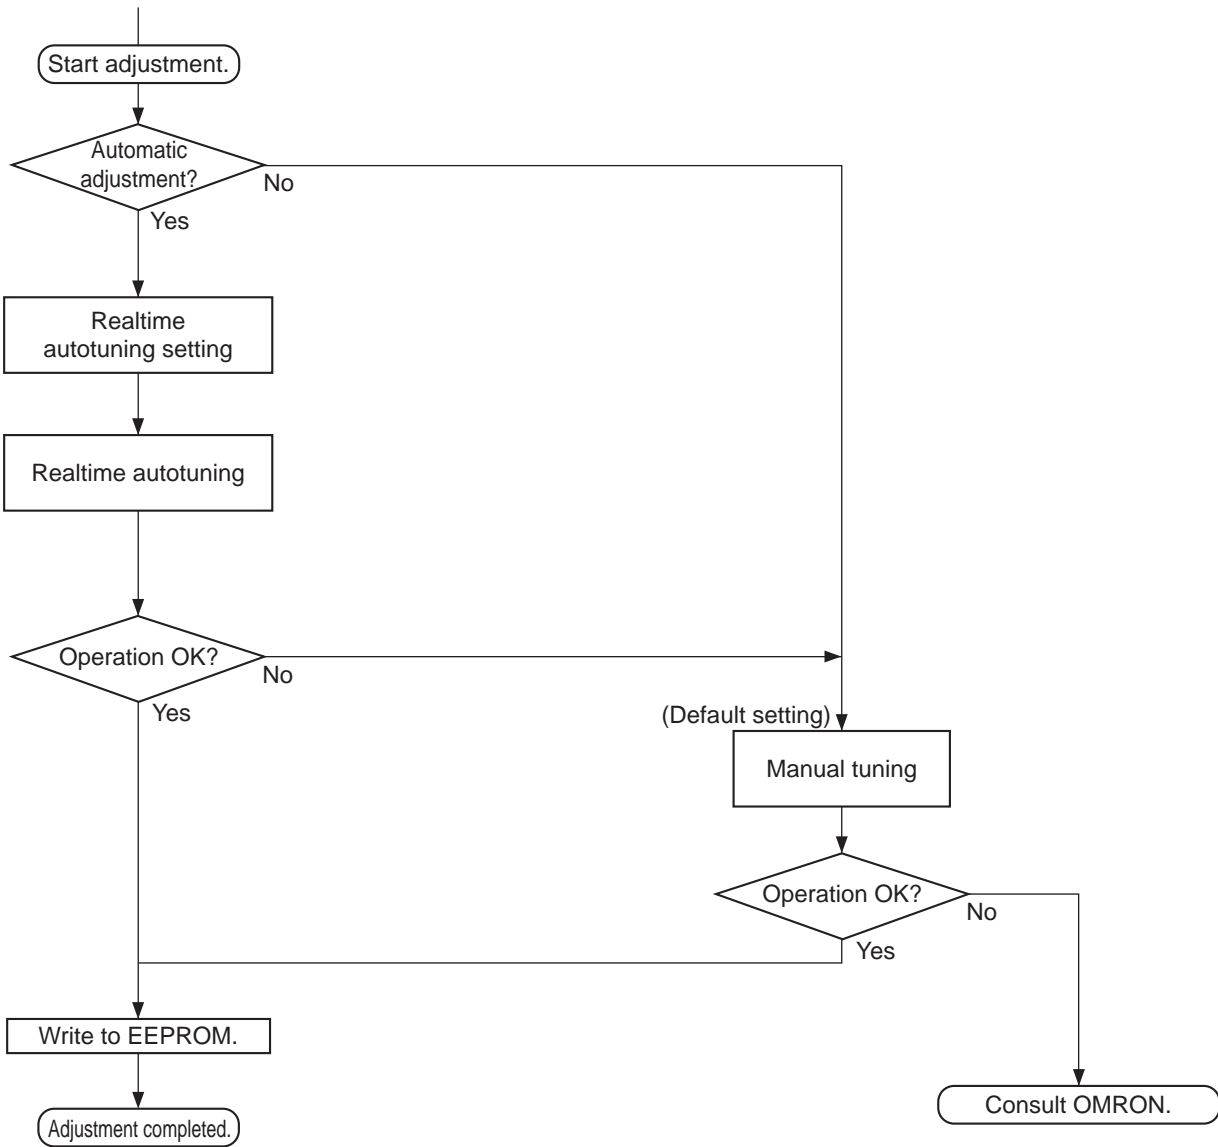 Start adjustment.
Automatic
adjustment?
No
Yes
Realtime
autotuning setting
Realtime autotuning
Operation OK?
No
Yes
(Default setting)
Manual tuning
Operation OK?
No
Yes
Write to EEPROM.
Adjustment completed.
Consult OMRON.